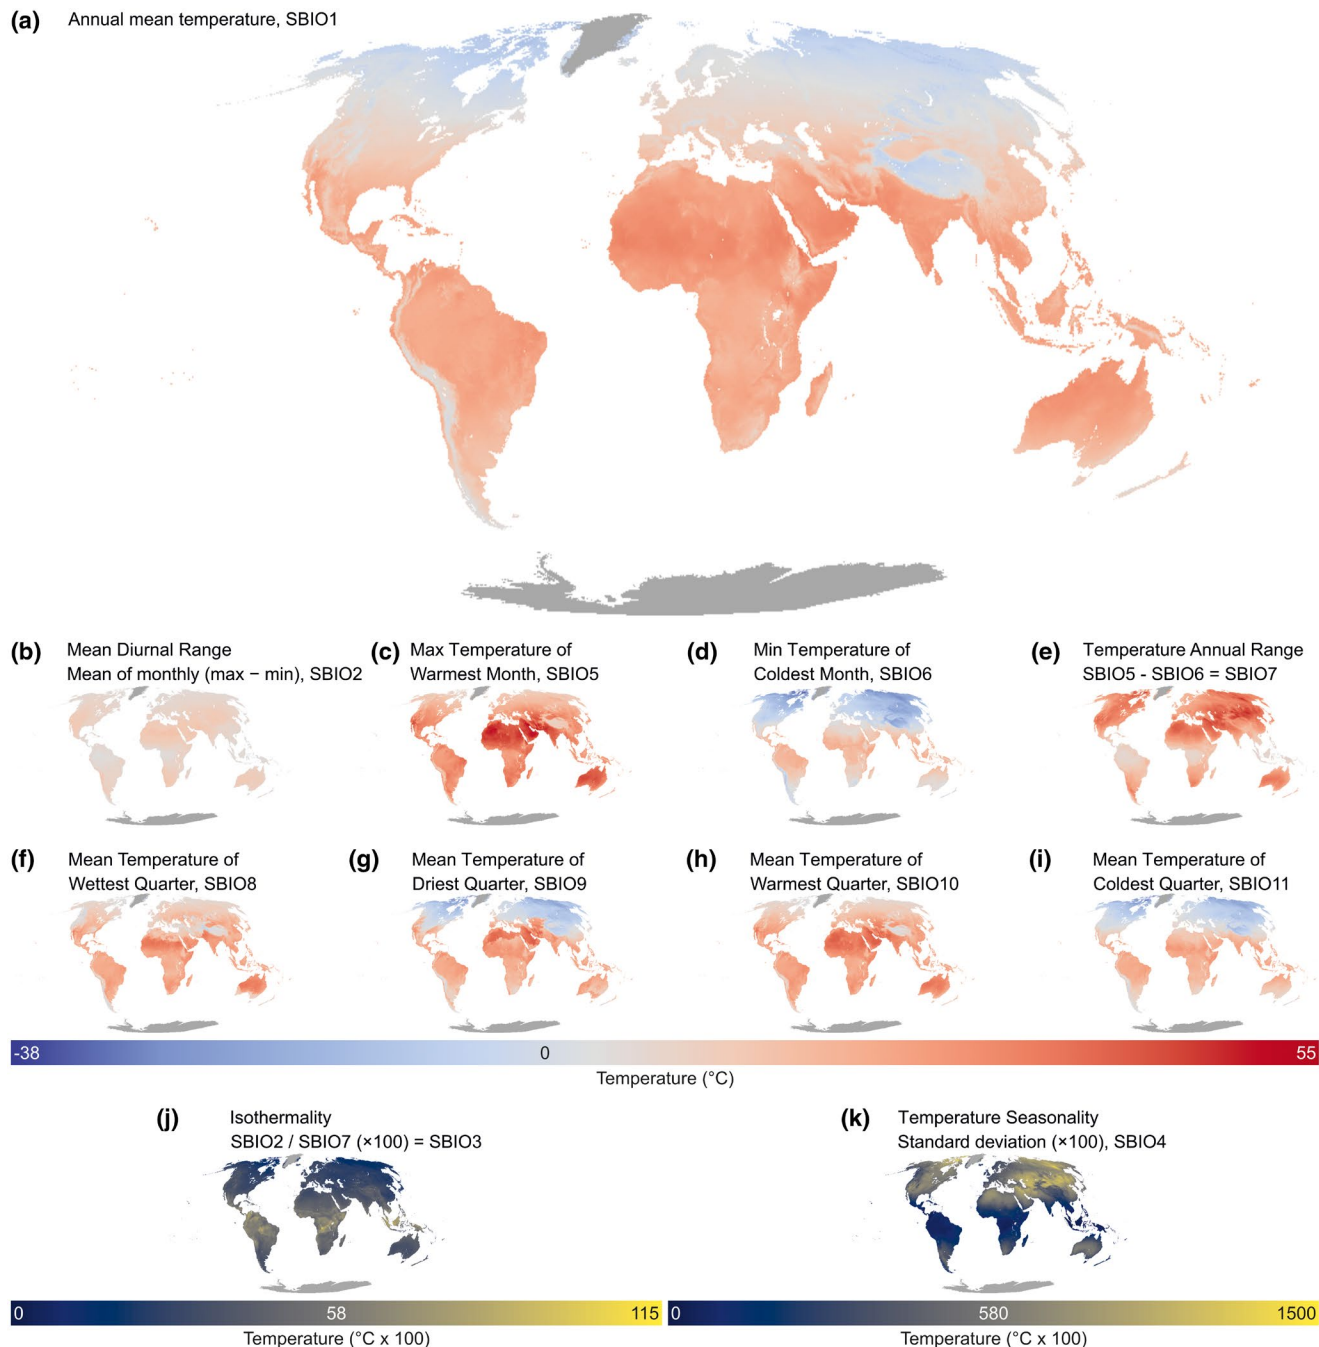 (a) Annual mean temperature, SBIO1
(b) Mean Diurnal Range
Mean of monthly (max − min), SBIO2
(c) Max Temperature of
Warmest Month, SBIO5
(d) Min Temperature of
Coldest Month, SBIO6
(e) Temperature Annual Range
SBIO5 - SBIO6 = SBIO7
(f) Mean Temperature of
Wettest Quarter, SBIO8
(g) Mean Temperature of
Driest Quarter, SBIO9
(h) Mean Temperature of
Warmest Quarter, SBIO10
(i) Mean Temperature of
Coldest Quarter, SBIO11
-38 0 55
Temperature (°C)
(j) Isothermality
SBIO2 / SBIO7 (×100) = SBIO3
(k) Temperature Seasonality
Standard deviation (×100), SBIO4
0 58 115
Temperature (°C x 100)
0 580 1500
Temperature (°C x 100)